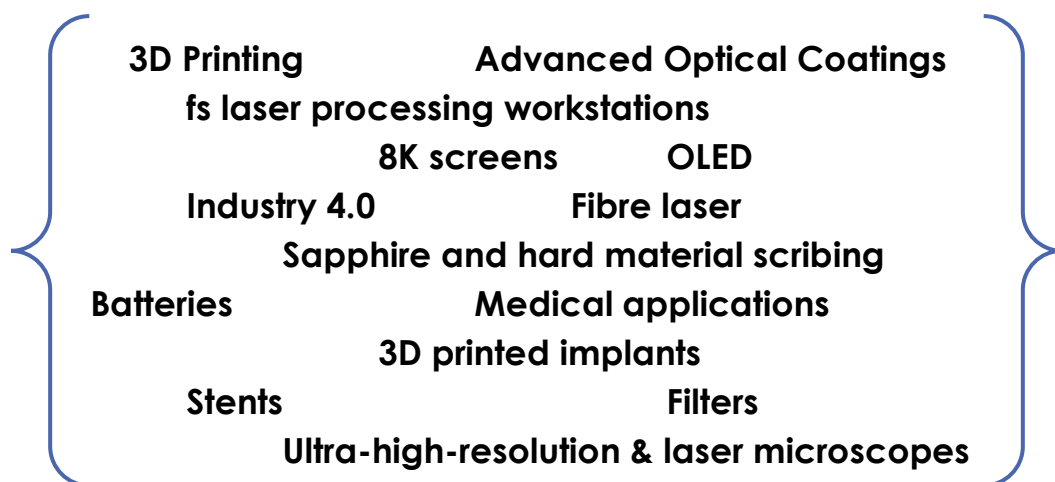 3D Printing Advanced Optical Coatings
fs laser processing workstations
8K screens OLED
Industry 4.0 Fibre laser
Sapphire and hard material scribing
Batteries Medical applications
3D printed implants
Stents Filters
Ultra-high-resolution & laser microscopes